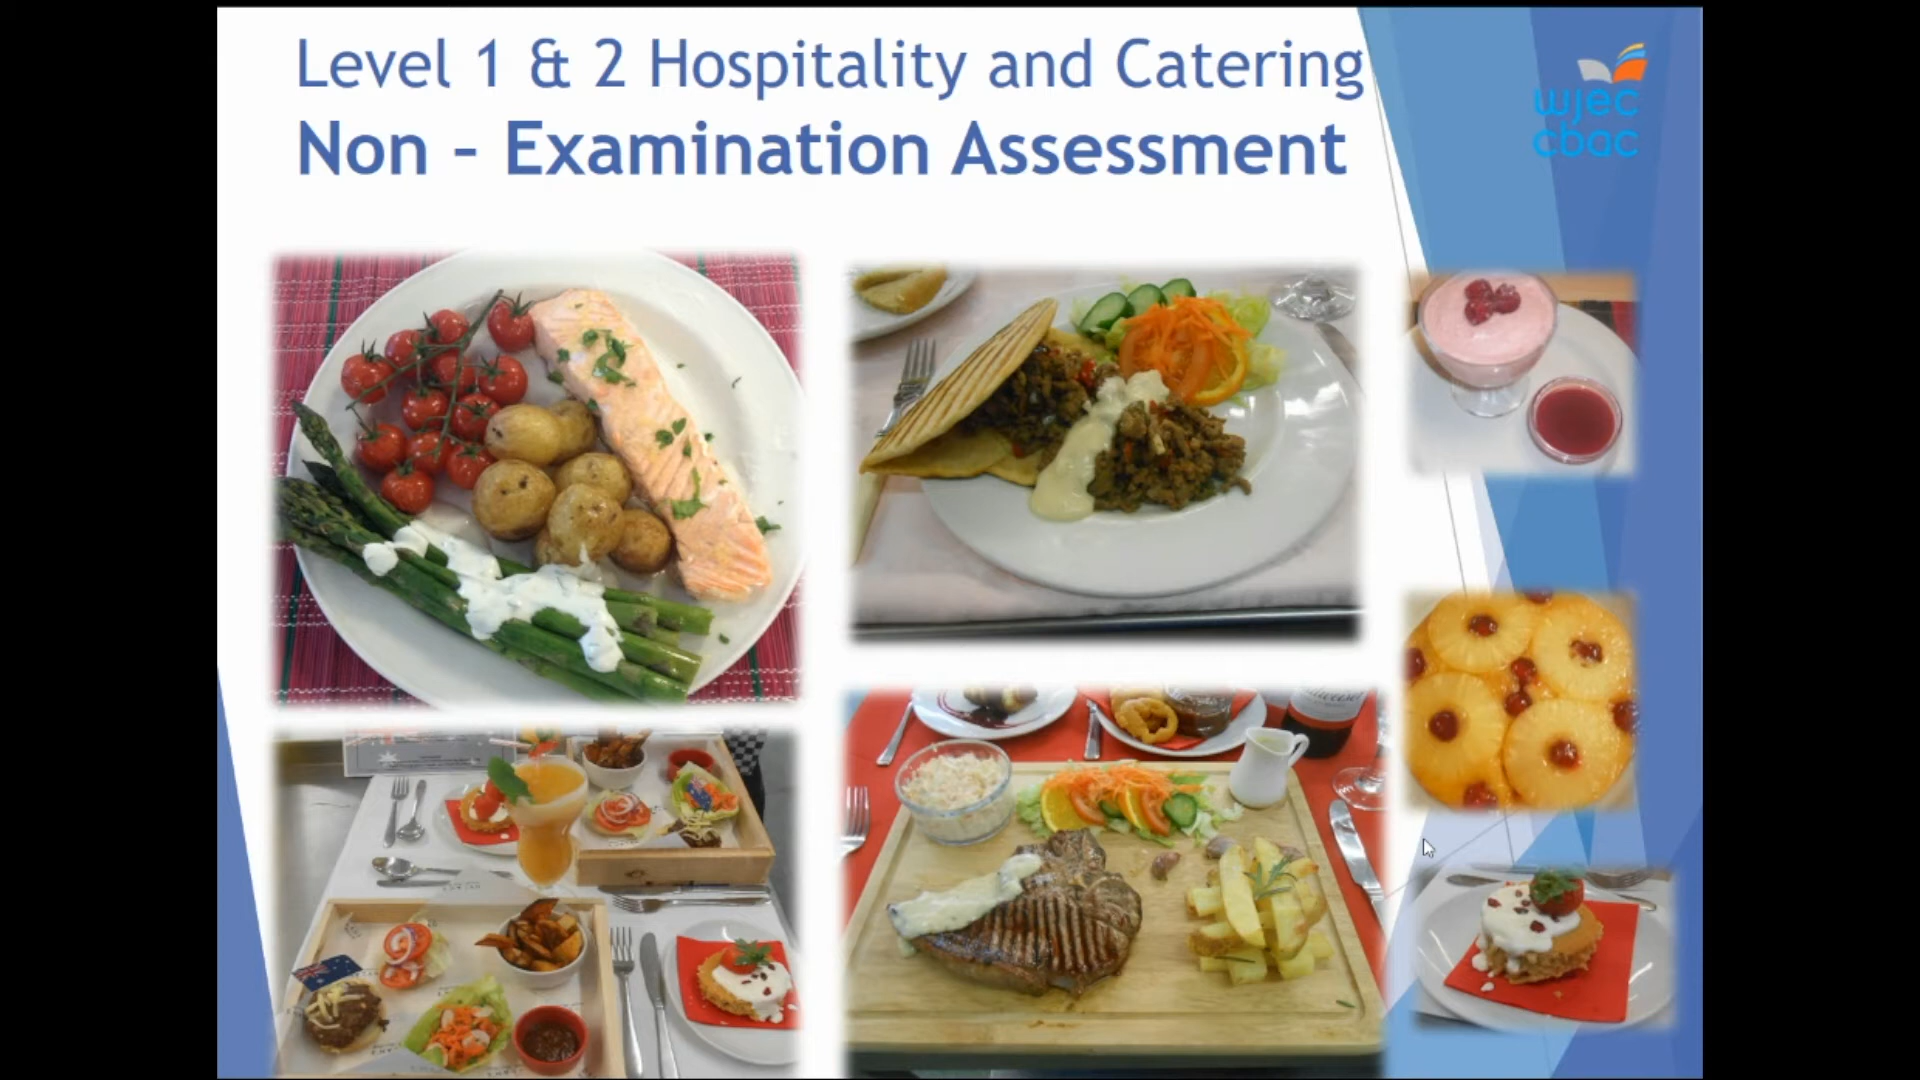 Level 1 & 2 Hospitality and Catering
Non - Examination Assessment
wjec
cbac